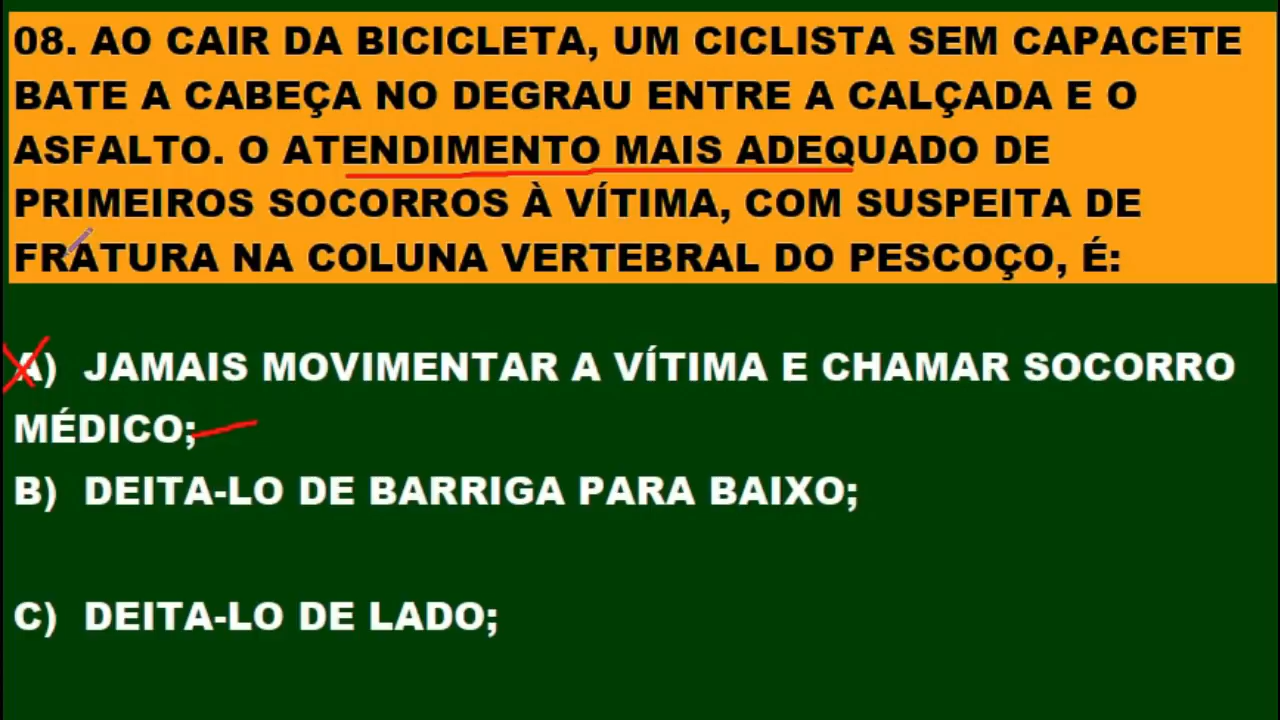 08. AO CAIR DA BICICLETA, UM CICLISTA SEM CAPACETE
BATE A CABEÇA NO DEGRAU ENTRE A CALÇADA E O
ASFALTO. O ATENDIMENTO MAIS ADEQUADO DE
PRIMEIROS SOCORROS À VÍTIMA, COM SUSPEITA DE
FRATURA NA COLUNA VERTEBRAL DO PESCOÇO, É:
A) JAMAIS MOVIMENTAR A VÍTIMA E CHAMAR SOCORRO
MÉDICO;
B) DEITA-LO DE BARRIGA PARA BAIXO;
C) DEITA-LO DE LADO;